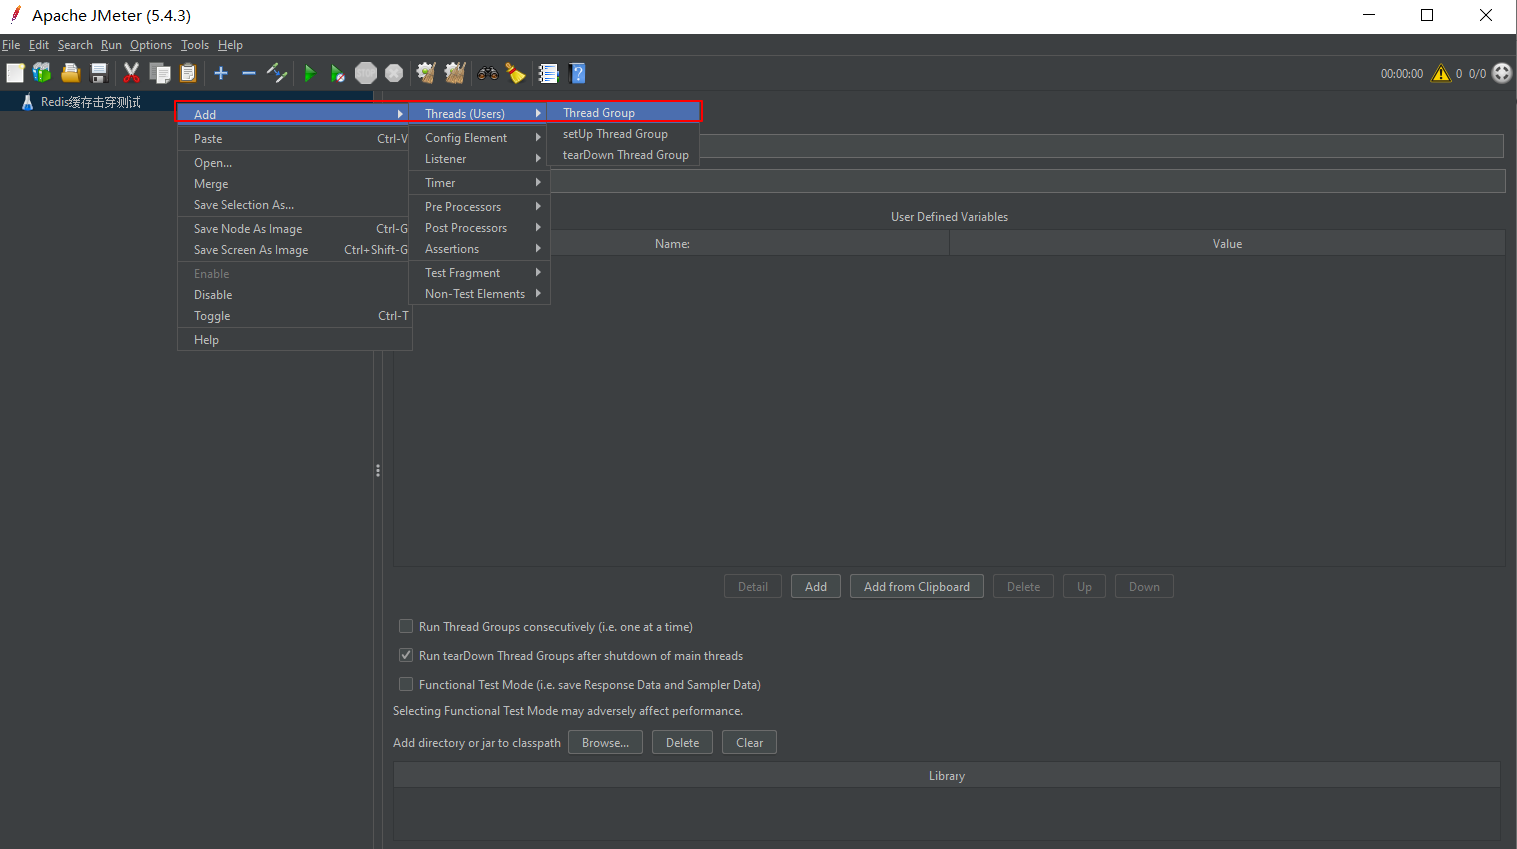 Apache JMeter (5.4.3)
File Edit Search Run Options Tools Help
STOP
00:00:00 0 0/0
Redis缓存击穿测试
Add
Paste Ctrl-V
Open...
Merge
Save Selection As...
Save Node As Image Ctrl-G
Save Screen As Image Ctrl+Shift-G
Enable
Disable
Toggle Ctrl-T
Help
Threads (Users)
Config Element
Listener
Timer
Pre Processors
Post Processors
Assertions
Test Fragment
Non-Test Elements
Thread Group
setUp Thread Group
tearDown Thread Group
User Defined Variables
Name: Value
Detail Add Add from Clipboard Delete Up Down
Run Thread Groups consecutively (i.e. one at a time)
Run tearDown Thread Groups after shutdown of main threads
Functional Test Mode (i.e. save Response Data and Sampler Data)
Selecting Functional Test Mode may adversely affect performance.
Add directory or jar to classpath Browse... Delete Clear
Library